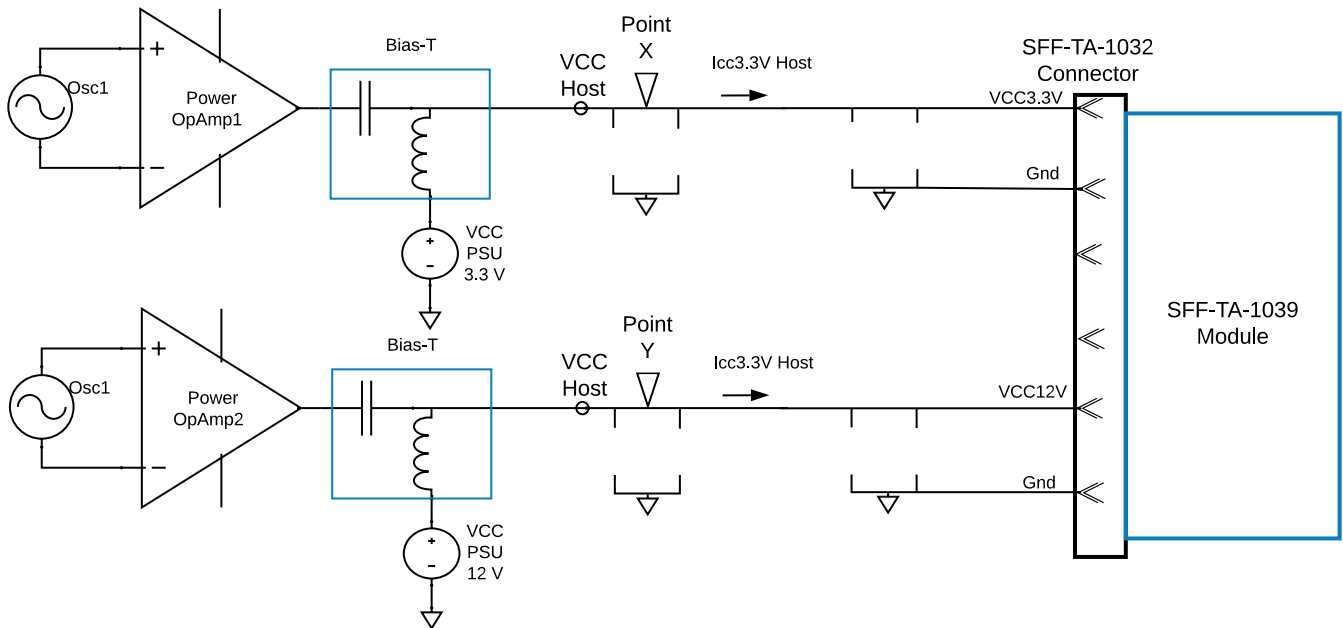 Osc1
+
−
Power
OpAmp1
Bias-T
VCC
PSU
3.3 V
+
−
VCC
Host
Point
X
Icc3.3V Host
SFF-TA-1032
Connector
VCC3.3V
Gnd
SFF-TA-1039
Module
Osc1
+
−
Power
OpAmp2
Bias-T
VCC
PSU
12 V
+
−
VCC
Host
Point
Y
Icc3.3V Host
VCC12V
Gnd